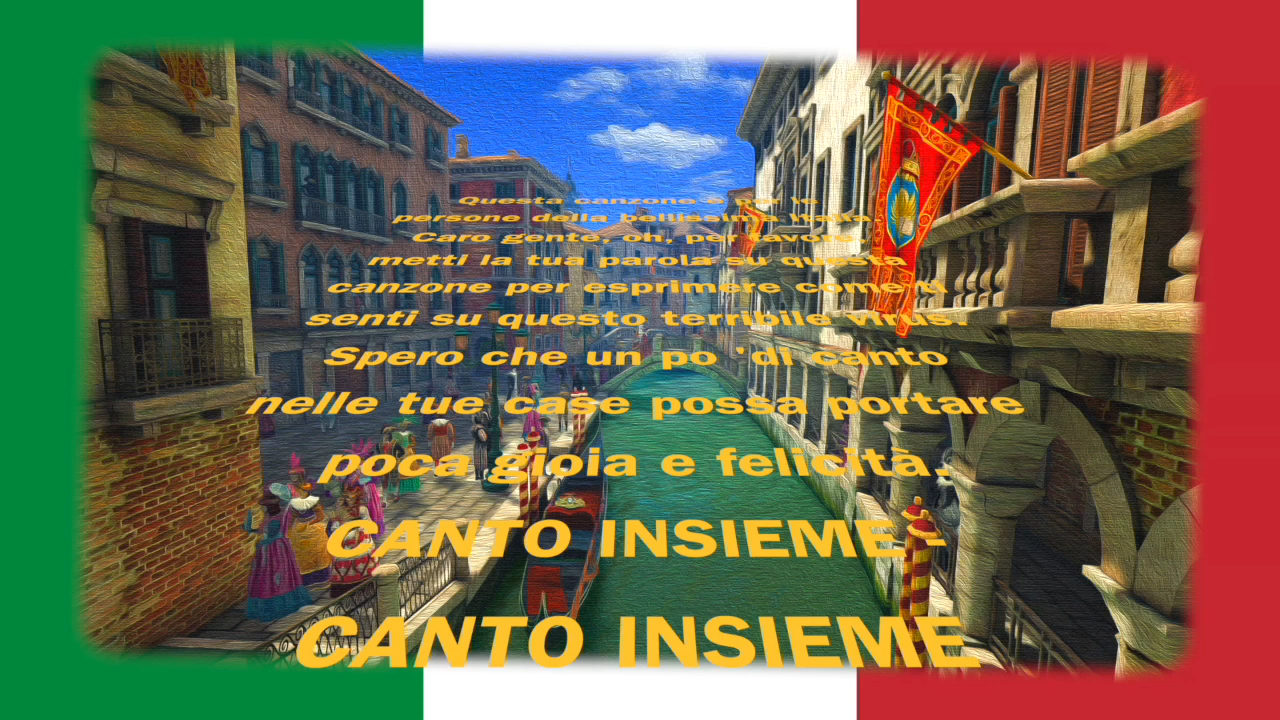 Questa canzone è per le
persone della bellissima Italia.
Caro gente, oh, per favore,
metti la tua parola su questa
canzone per esprimere come ti
senti su questo terribile virus.
Spero che un po 'di canto
nelle tue case possa portare
poca gioia e felicità.
CANTO INSIEME -
CANTO INSIEME